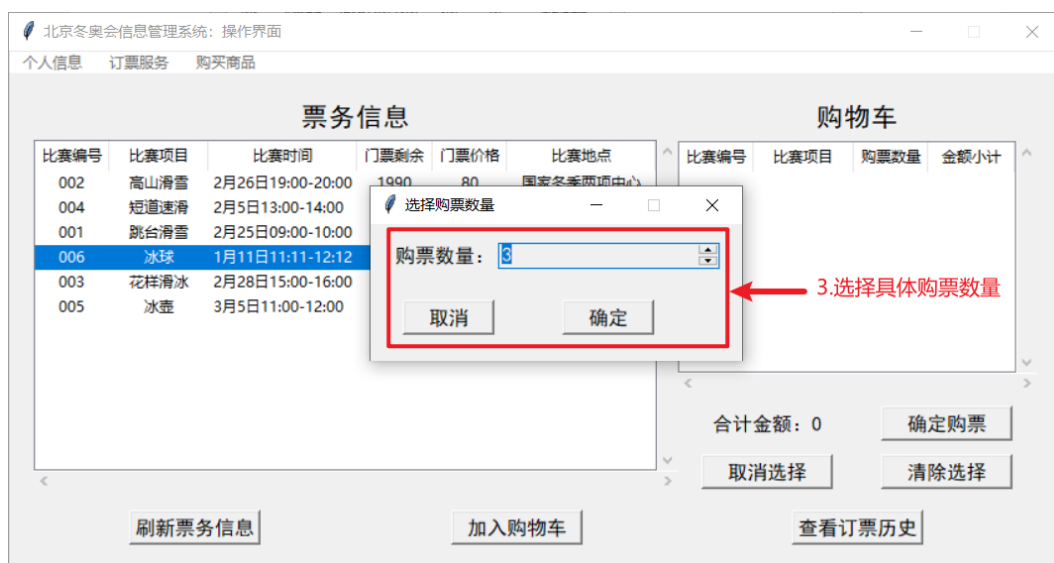 北京冬奥会信息管理系统: 操作界面
个人信息 订票服务 购买商品
票务信息
比赛编号 比赛项目 比赛时间 门票剩余 门票价格 比赛地点
002 高山滑雪 2月26日19:00-20:00 1990 80 国家冬季两项中心
004 短道速滑 2月5日13:00-14:00
001 跳台滑雪 2月25日09:00-10:00
006 冰球 1月11日11:11-12:12
003 花样滑冰 2月28日15:00-16:00
005 冰壶 3月5日11:00-12:00
选择购票数量
购票数量: 3
取消 确定
3.选择具体购票数量
购物车
比赛编号 比赛项目 购票数量 金额小计
合计金额: 0 确定购票
取消选择 清除选择
刷新票务信息 加入购物车 查看订票历史